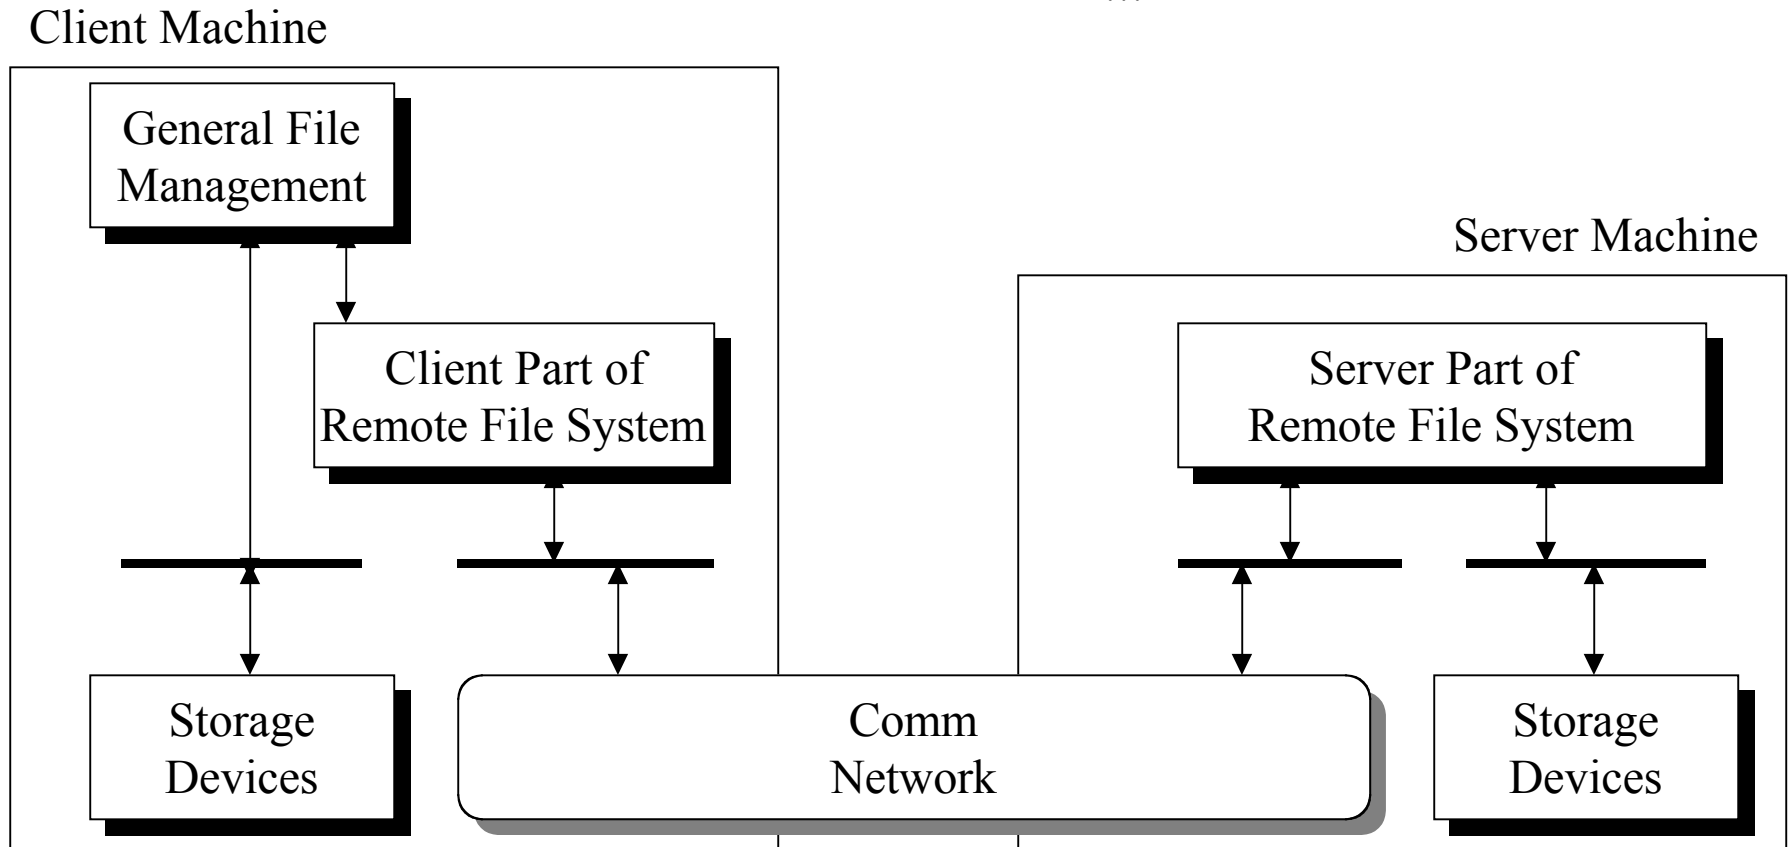 Client Machine
General File
Management
Server Machine
Client Part of
Remote File System
Server Part of
Remote File System
Storage
Devices
Comm
Network
Storage
Devices